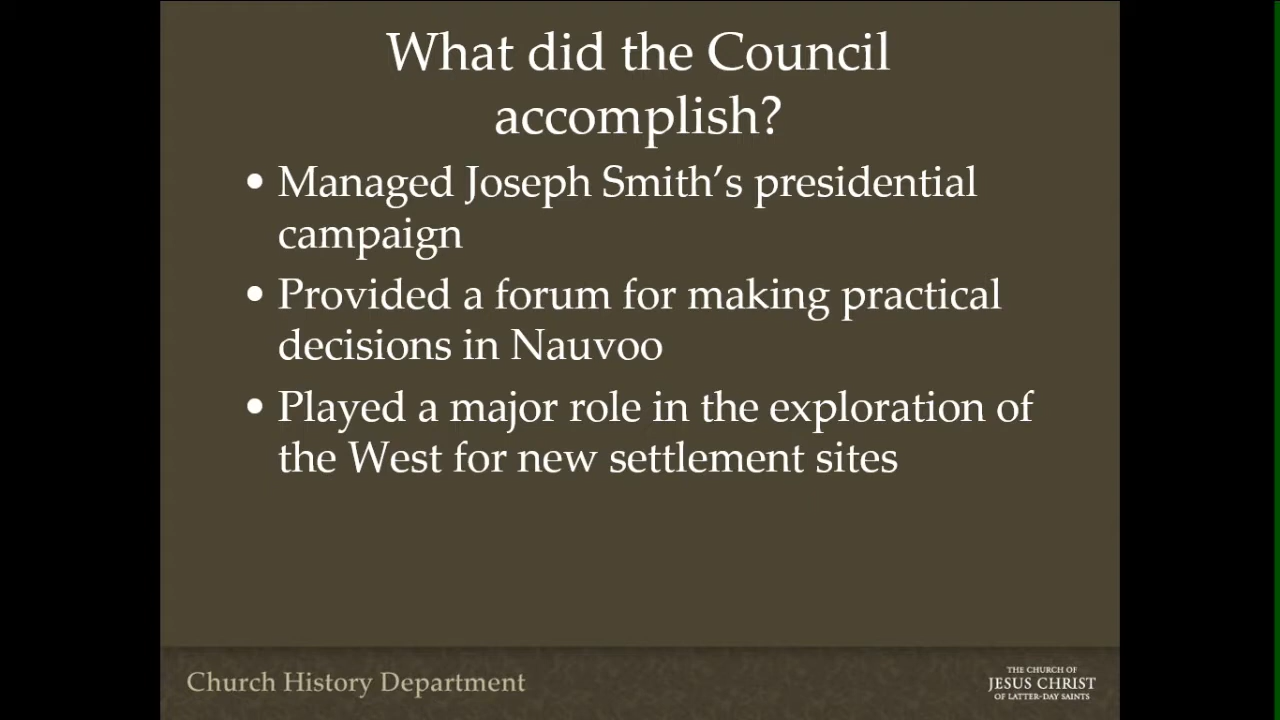 What did the Council
accomplish?
• Managed Joseph Smith's presidential
campaign
• Provided a forum for making practical
decisions in Nauvoo
• Played a major role in the exploration of
the West for new settlement sites
Church History Department
THE CHURCH OF
JESUS CHRIST
OF LATTER-DAY SAINTS